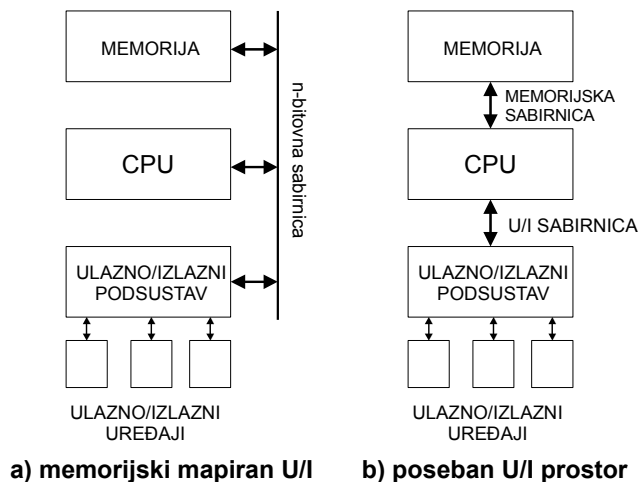 MEMORIJA
CPU
ULAZNO/IZLAZNI
PODSUSTAV
ULAZNO/IZLAZNI
UREĐAJI
n-bitovna sabirnica
a) memorijski mapiran U/I
MEMORIJA
MEMORIJSKA
SABIRNICA
CPU
U/I SABIRNICA
ULAZNO/IZLAZNI
PODSUSTAV
ULAZNO/IZLAZNI
UREĐAJI
b) poseban U/I prostor